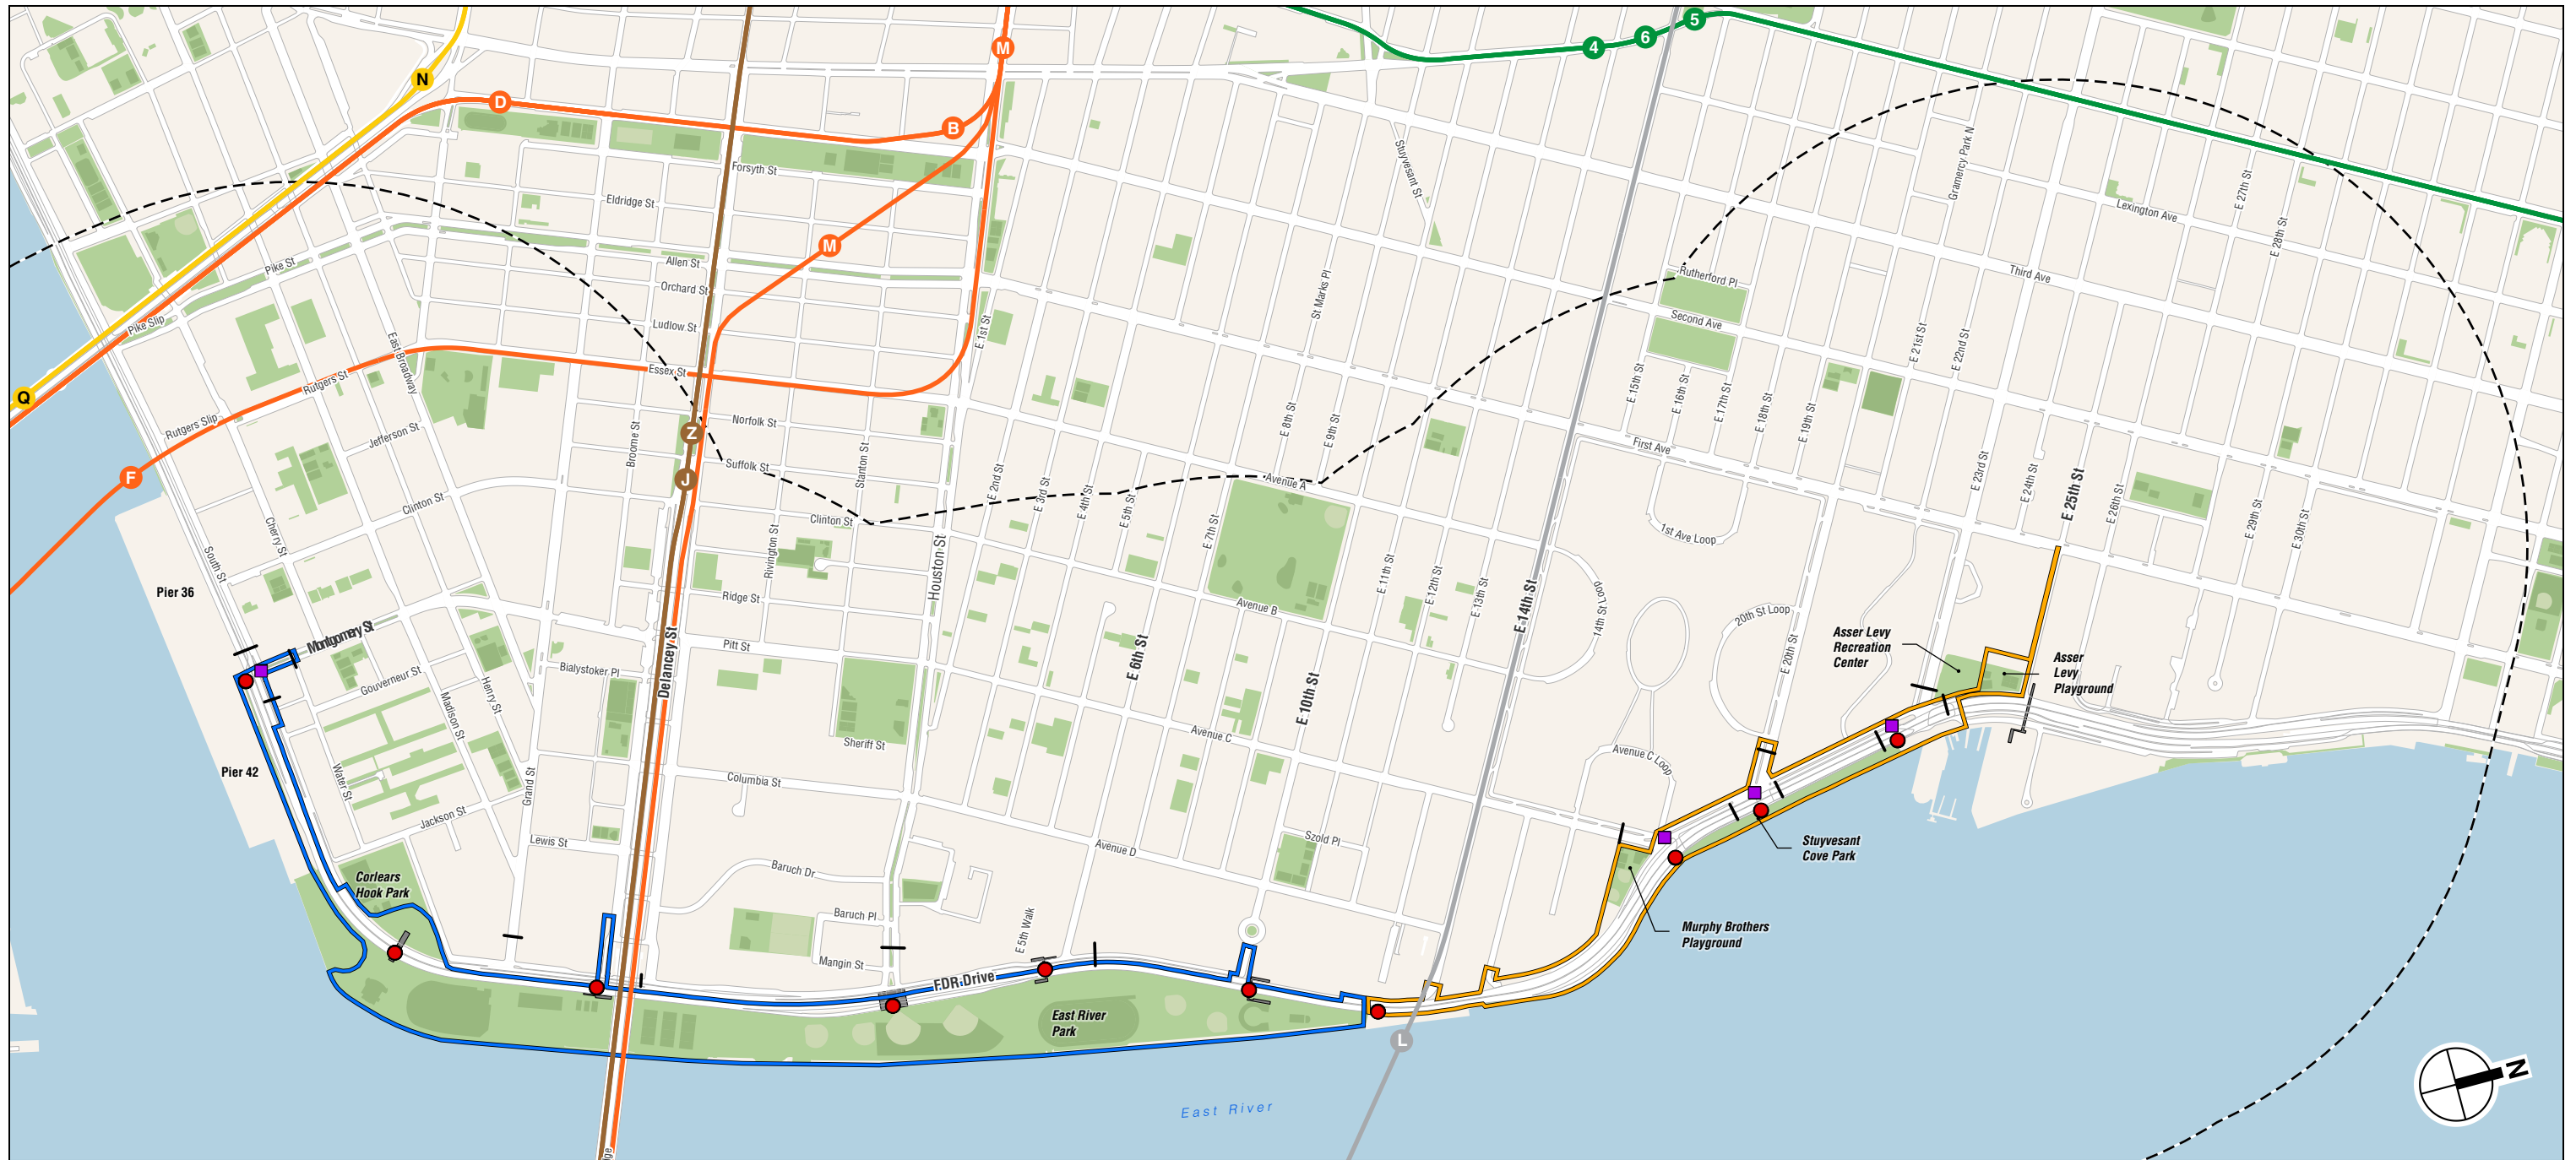 5
4
6
M
N
D
B
Stuyvesant St
Gramercy Park N
Forsyth St
E 27th St
Lexington Ave
Eldridge St
E 28th St
M
Pike St
Allen St
Rutherford Pl
Third Ave
Orchard St
St Marks Pl
Pike Slip
Ludlow St
E 1st St
Second Ave
E 21st St
E 22nd St
East Broadway
Essex St
Rutgers St
E 15th St
E 16th St
E 17th St
E 18th St
E 19th St
Q
Rutgers Slip
Jefferson St
Norfolk St
Z
Broome St
E 8th St
E 9th St
First Ave
F
Suffolk St
J
Stanton St
E 2nd St
E 3rd St
E 4th St
E 5th St
Avenue A
E 23rd St
E 24th St
E 25th St
E 26th St
E 29th St
E 30th St
Clinton St
Clinton St
Cherry St
Rivington St
E 7th St
1st Ave Loop
South St
Houston St
E 11th St
E 12th St
E 13th St
E 14th St
14th St Loop
Pier 36
Ridge St
Avenue B
20th St Loop
Montgomery St
Delancey St
Pitt St
E 6th St
E 20th St
Asser Levy
Recreation
Center
Asser
Levy
Playground
Bialystoker Pl
Gouverneur St
Madison St
Henry St
E 10th St
Sheriff St
Avenue C
Avenue C Loop
Pier 42
Water St
Grand St
Columbia St
Jackson St
Lewis St
Szold Pl
Avenue D
Stuyvesant
Cove Park
Baruch Dr
Corlears
Hook Park
Baruch Pl
E 5th Walk
Murphy Brothers
Playground
Mangin St
FDR Drive
East River
Park
L
N
East River